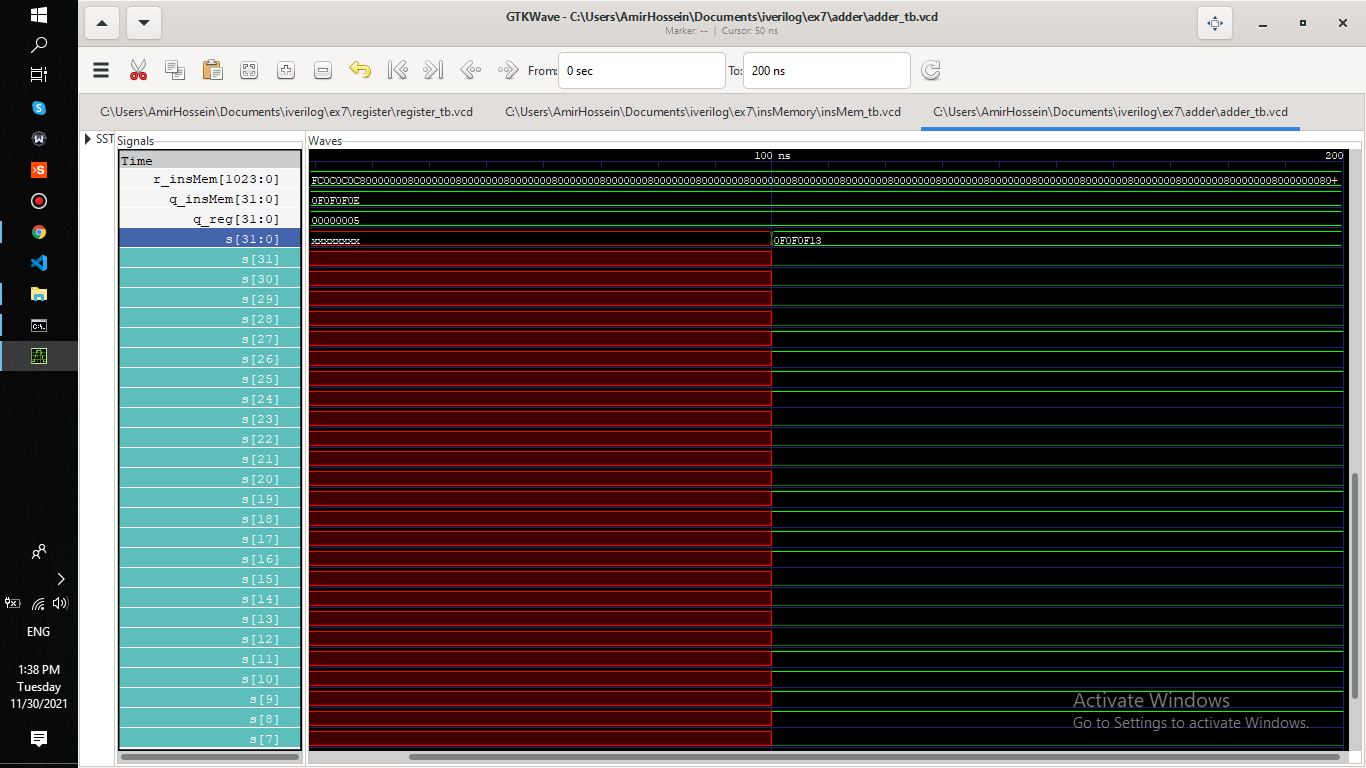 GTKWave - C:\Users\AmirHossein\Documents\iverilog\ex7\adder\adder_tb.vcd
Marker: -- | Cursor: 50 ns
From: 0 sec To: 200 ns
C:\Users\AmirHossein\Documents\iverilog\ex7\register\register_tb.vcd C:\Users\AmirHossein\Documents\iverilog\ex7\insMemory\insMem_tb.vcd C:\Users\AmirHossein\Documents\iverilog\ex7\adder\adder_tb.vcd
SST Signals Waves
Time 100 ns 200
r_insMem[1023:0]
q_insMem[31:0] 0F0F0F0E
q_reg[31:0] 00000005
s[31:0] xxxxxxxx 0F0F0F13
s[31]
s[30]
s[29]
s[28]
s[27]
s[26]
s[25]
s[24]
s[23]
s[22]
s[21]
s[20]
s[19]
s[18]
s[17]
s[16]
s[15]
s[14]
s[13]
s[12]
s[11]
s[10]
s[9]
s[8]
s[7]
Activate Windows
Go to Settings to activate Windows.
ENG
1:38 PM
Tuesday
11/30/2021